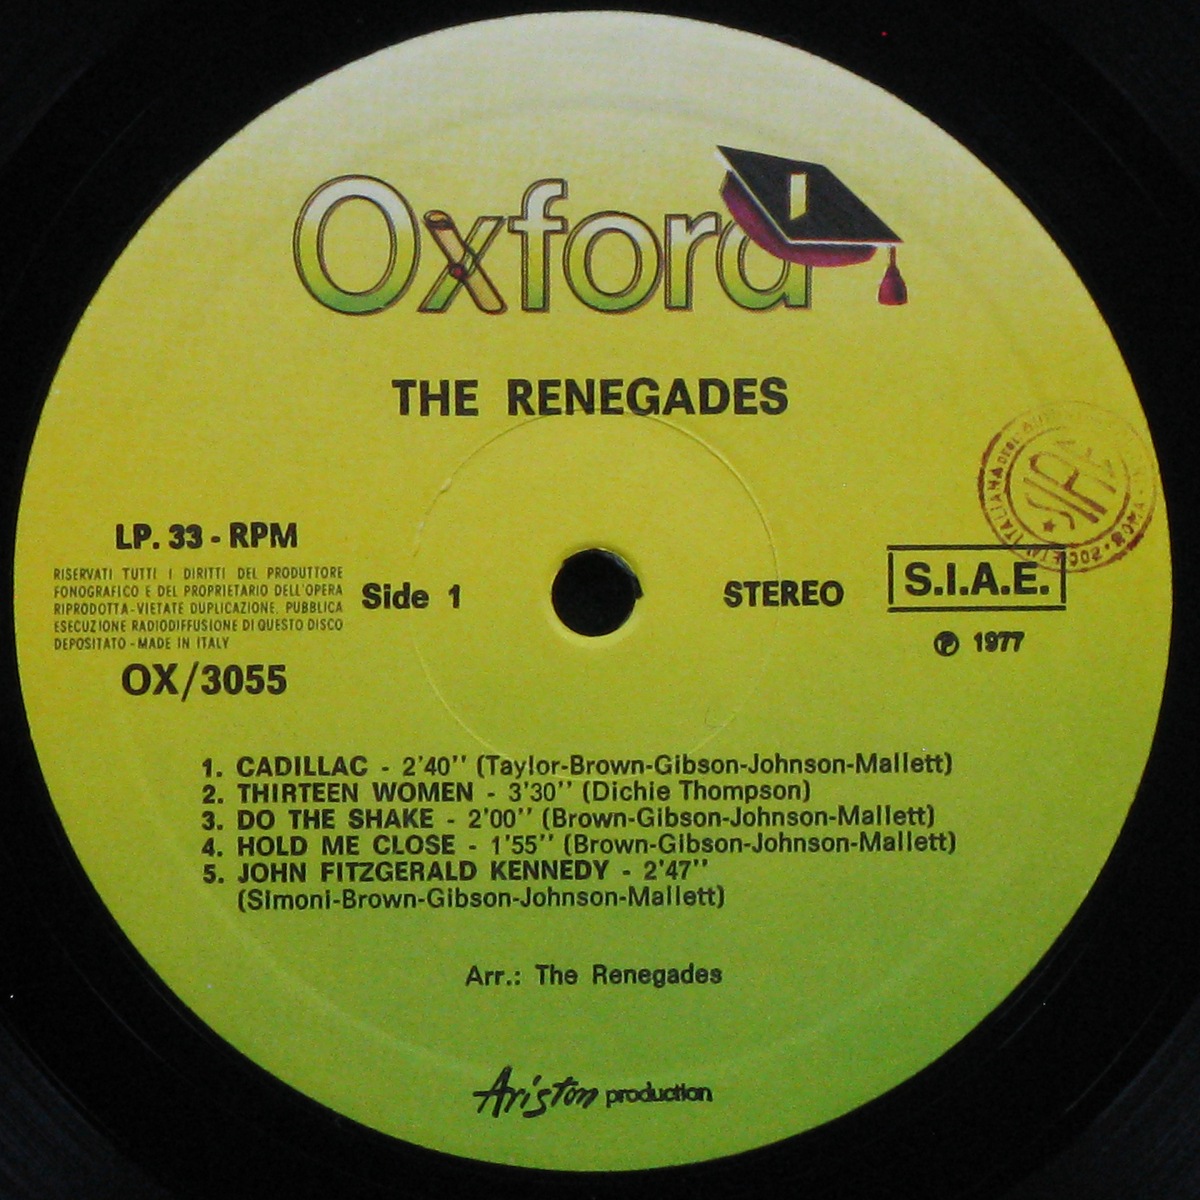 Oxford
THE RENEGADES
LP. 33 - RPM
RISERVATI TUTTI I DIRITTI DEL PRODUTTORE
FONOGRAFICO E DEL PROPRIETARIO DELL'OPERA
RIPRODOTTA - VIETATE DUPLICAZIONE, PUBBLICA
ESECUZIONE RADIODIFFUSIONE DI QUESTO DISCO
DEPOSITATO - MADE IN ITALY
OX/3055
Side 1
STEREO
SIAE
S.I.A.E.
℗ 1977
1. CADILLAC - 2'40'' (Taylor-Brown-Gibson-Johnson-Mallett)
2. THIRTEEN WOMEN - 3'30'' (Dichie Thompson)
3. DO THE SHAKE - 2'00'' (Brown-Gibson-Johnson-Mallett)
4. HOLD ME CLOSE - 1'55'' (Brown-Gibson-Johnson-Mallett)
5. JOHN FITZGERALD KENNEDY - 2'47''
(Simoni-Brown-Gibson-Johnson-Mallett)
Arr.: The Renegades
Ariston production